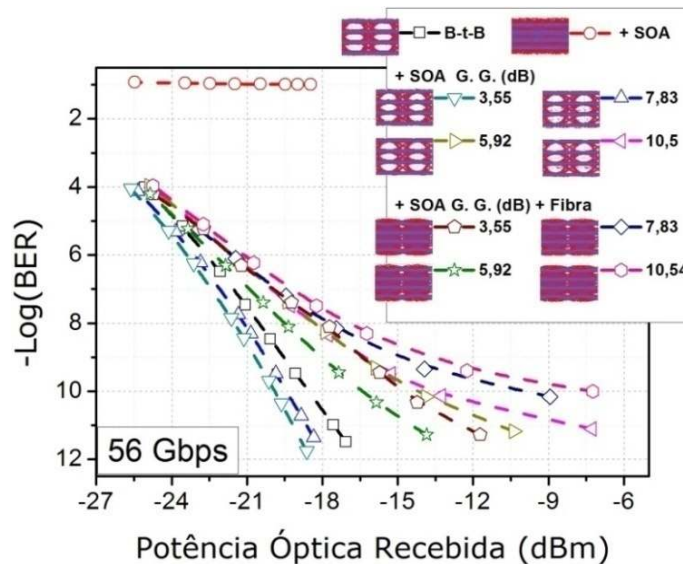 B-t-B + SOA
+ SOA G. G. (dB)
3,55 7,83
5,92 10,5
+ SOA G. G. (dB) + Fibra
3,55 7,83
5,92 10,54
-Log(BER)
2
4
6
8
10
12
56 Gbps
-27 -24 -21 -18 -15 -12 -9 -6
Potência Óptica Recebida (dBm)